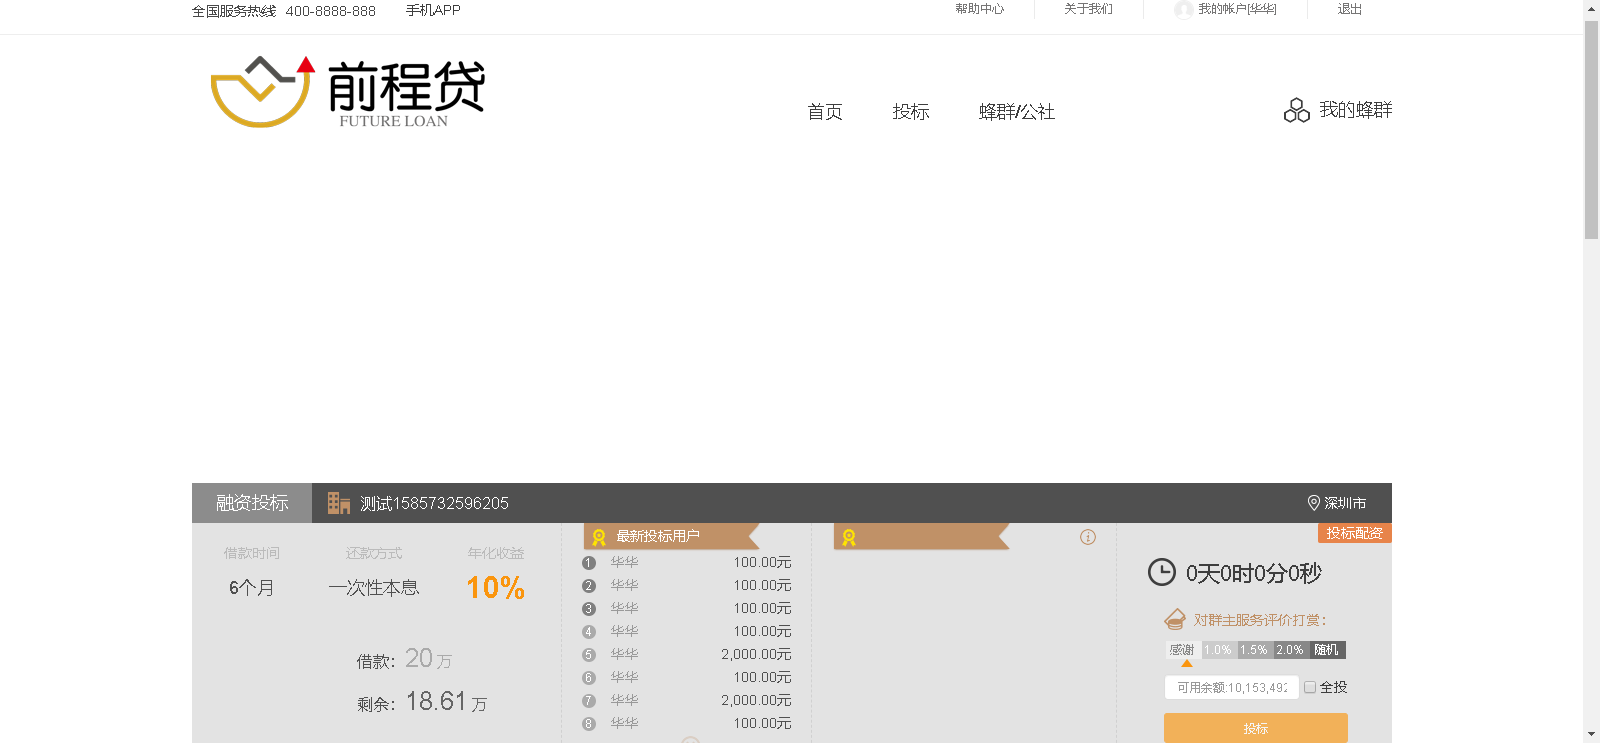 全国服务热线 400-8888-888 手机APP 帮助中心 关于我们 我的帐户[华华] 退出
前程贷
FUTURE LOAN
首页 投标 蜂群/公社 我的蜂群
融资投标 测试1585732596205 深圳市
投标配资
借款时间 还款方式 年化收益
6个月 一次性本息 10%
借款：20万
剩余：18.61万
最新投标用户
1 华华 100.00元
2 华华 100.00元
3 华华 100.00元
4 华华 100.00元
5 华华 2,000.00元
6 华华 100.00元
7 华华 2,000.00元
8 华华 100.00元
0天0时0分0秒
对群主服务评价打赏：
感谢 1.0% 1.5% 2.0% 随机
可用余额:10,153,492 全投
投标